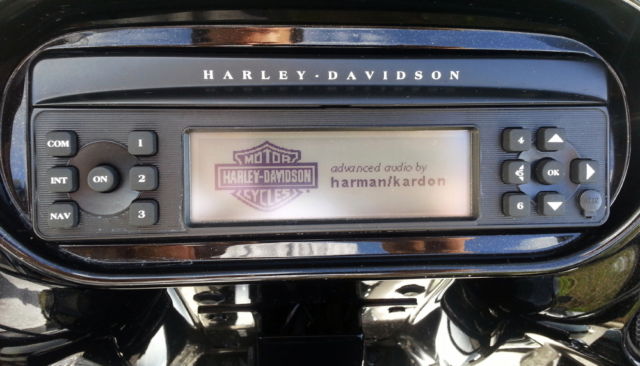 HARLEY-DAVIDSON
COM
INT
NAV
ON
1
2
3
MOTOR
HARLEY-DAVIDSON
CYCLES
advanced audio by
harman/kardon
4
5
6
OK